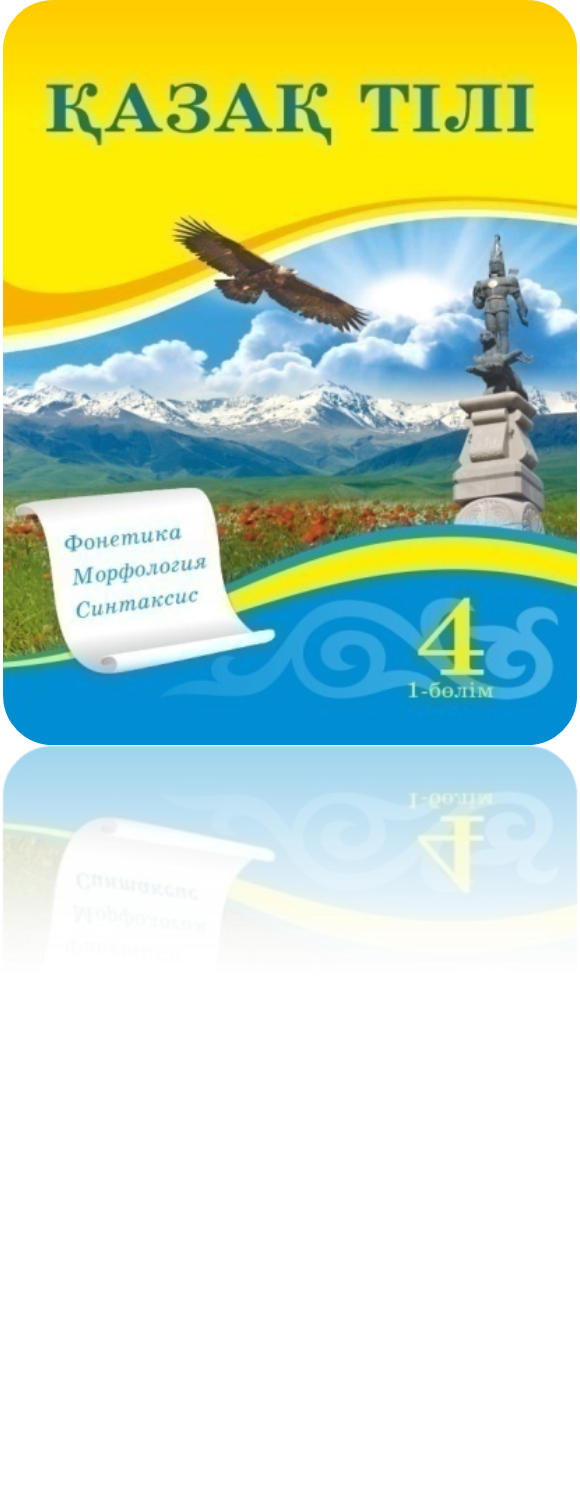 ҚАЗАҚ ТІЛІ
Фонетика
Морфология
Синтаксис
4
1-бөлім